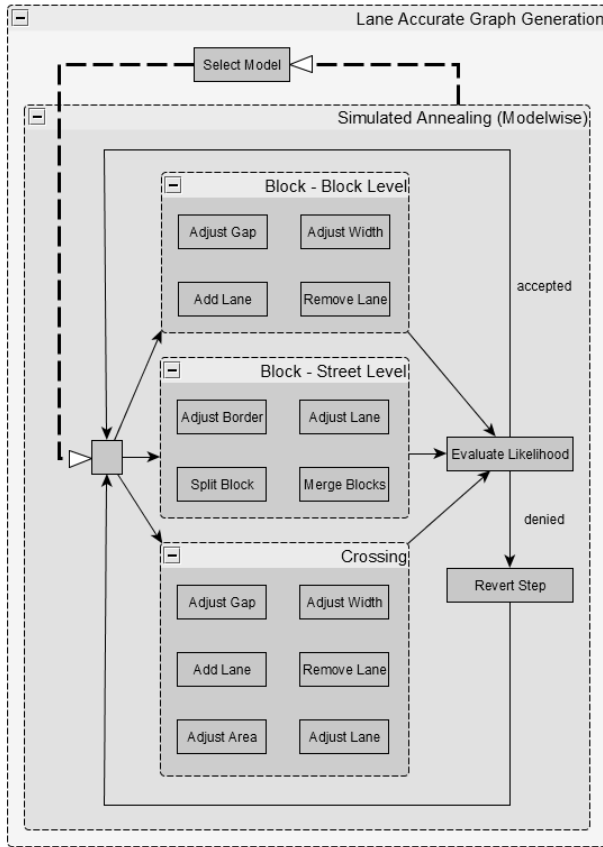 Lane Accurate Graph Generation
Select Model
Simulated Annealing (Modelwise)
Block - Block Level
Adjust Gap
Adjust Width
Add Lane
Remove Lane
accepted
Block - Street Level
Adjust Border
Adjust Lane
Split Block
Merge Blocks
Evaluate Likelihood
denied
Crossing
Revert Step
Adjust Gap
Adjust Width
Add Lane
Remove Lane
Adjust Area
Adjust Lane